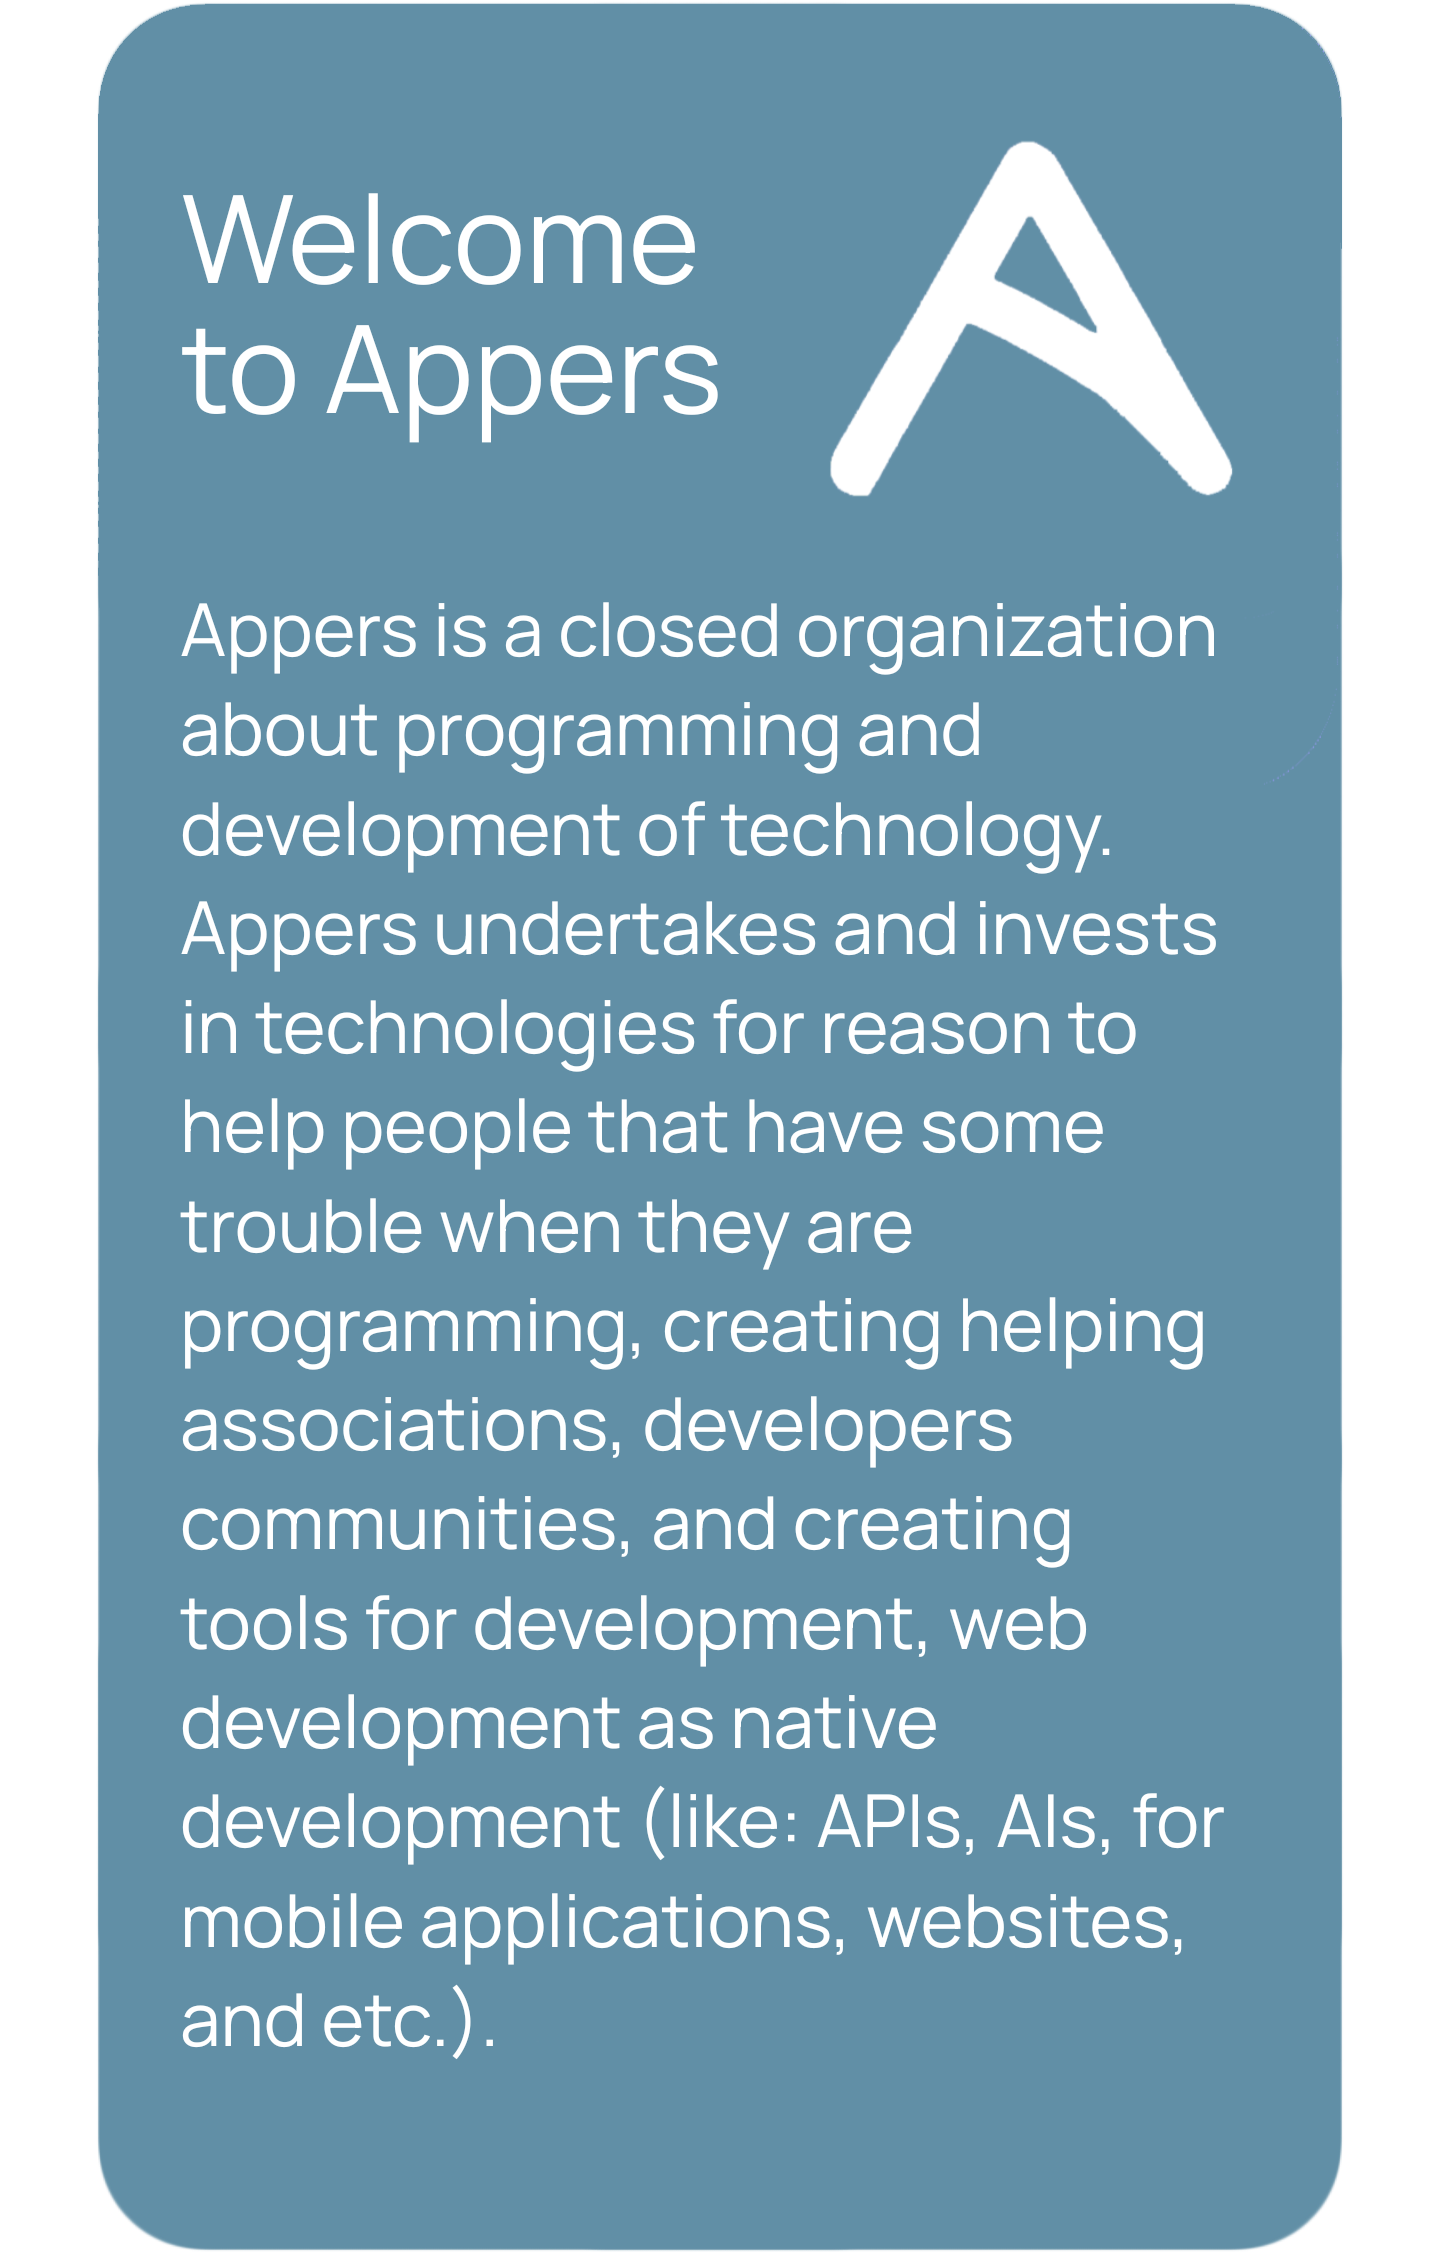 Welcome
to Appers
Appers is a closed organization
about programming and
development of technology.
Appers undertakes and invests
in technologies for reason to
help people that have some
trouble when they are
programming, creating helping
associations, developers
communities, and creating
tools for development, web
development as native
development (like: APIs, AIs, for
mobile applications, websites,
and etc.).